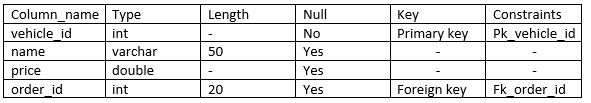 Column_name Type Length Null Key Constraints
vehicle_id int - No Primary key Pk_vehicle_id
name varchar 50 Yes - -
price double - Yes - -
order_id int 20 Yes Foreign key Fk_order_id